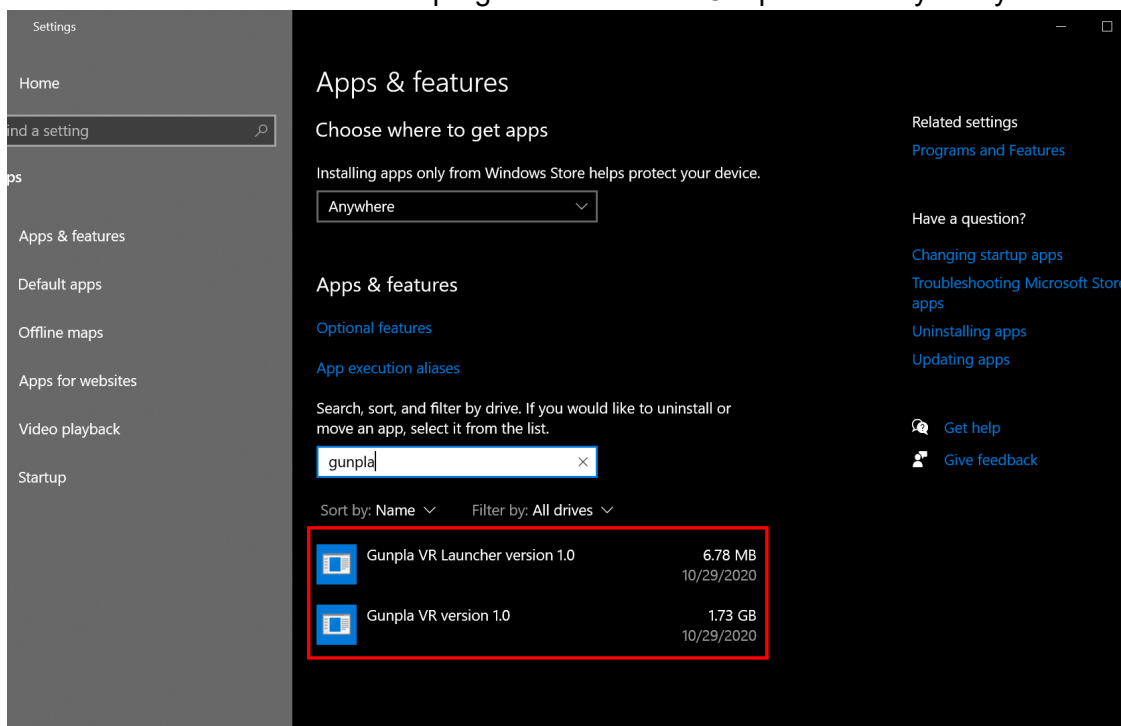 Settings
Home
ind a setting
ps
Apps & features
Default apps
Offline maps
Apps for websites
Video playback
Startup
Apps & features
Choose where to get apps
Installing apps only from Windows Store helps protect your device.
Anywhere
Apps & features
Optional features
App execution aliases
Search, sort, and filter by drive. If you would like to uninstall or
move an app, select it from the list.
gunpla
Sort by: Name Filter by: All drives
Gunpla VR Launcher version 1.0 6.78 MB
10/29/2020
Gunpla VR version 1.0 1.73 GB
10/29/2020
Related settings
Programs and Features
Have a question?
Changing startup apps
Troubleshooting Microsoft Store
apps
Uninstalling apps
Updating apps
Get help
Give feedback